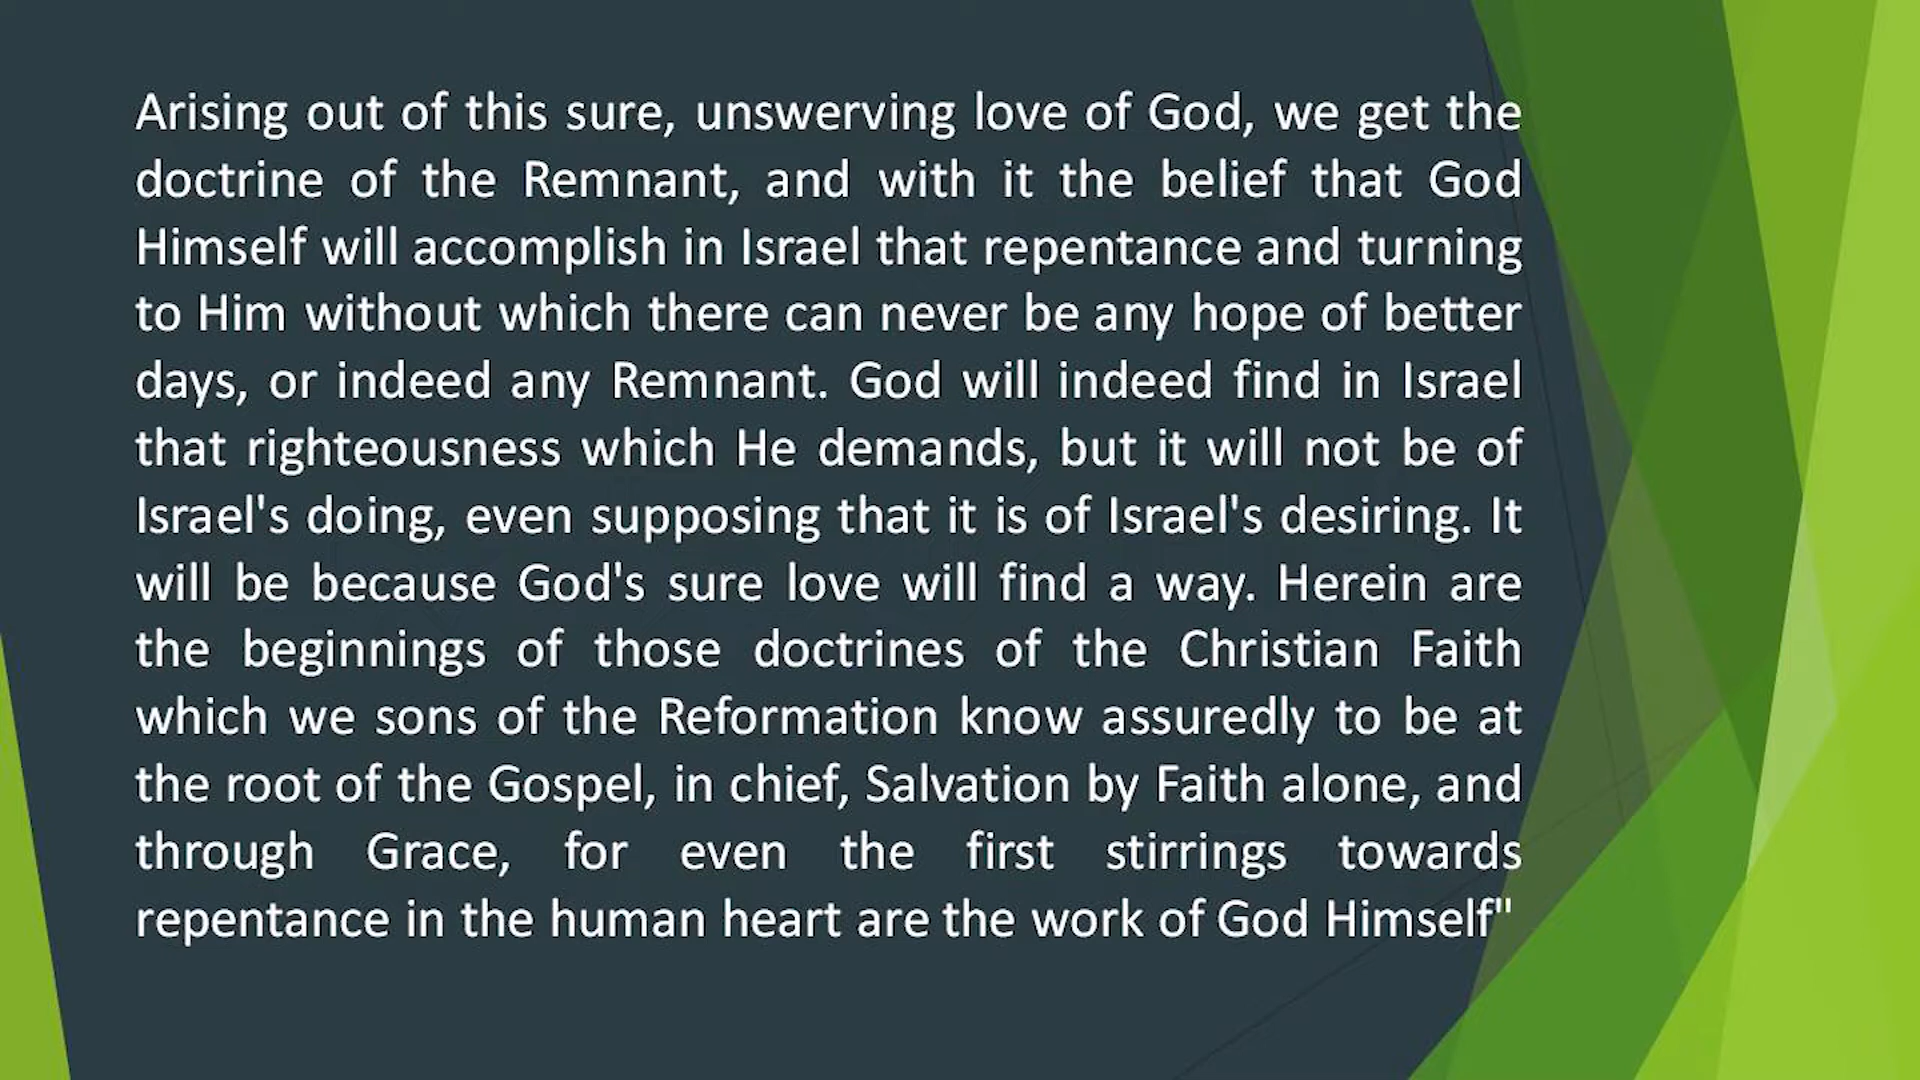 Arising out of this sure, unswerving love of God, we get the
doctrine of the Remnant, and with it the belief that God
Himself will accomplish in Israel that repentance and turning
to Him without which there can never be any hope of better
days, or indeed any Remnant. God will indeed find in Israel
that righteousness which He demands, but it will not be of
Israel's doing, even supposing that it is of Israel's desiring. It
will be because God's sure love will find a way. Herein are
the beginnings of those doctrines of the Christian Faith
which we sons of the Reformation know assuredly to be at
the root of the Gospel, in chief, Salvation by Faith alone, and
through Grace, for even the first stirrings towards
repentance in the human heart are the work of God Himself"